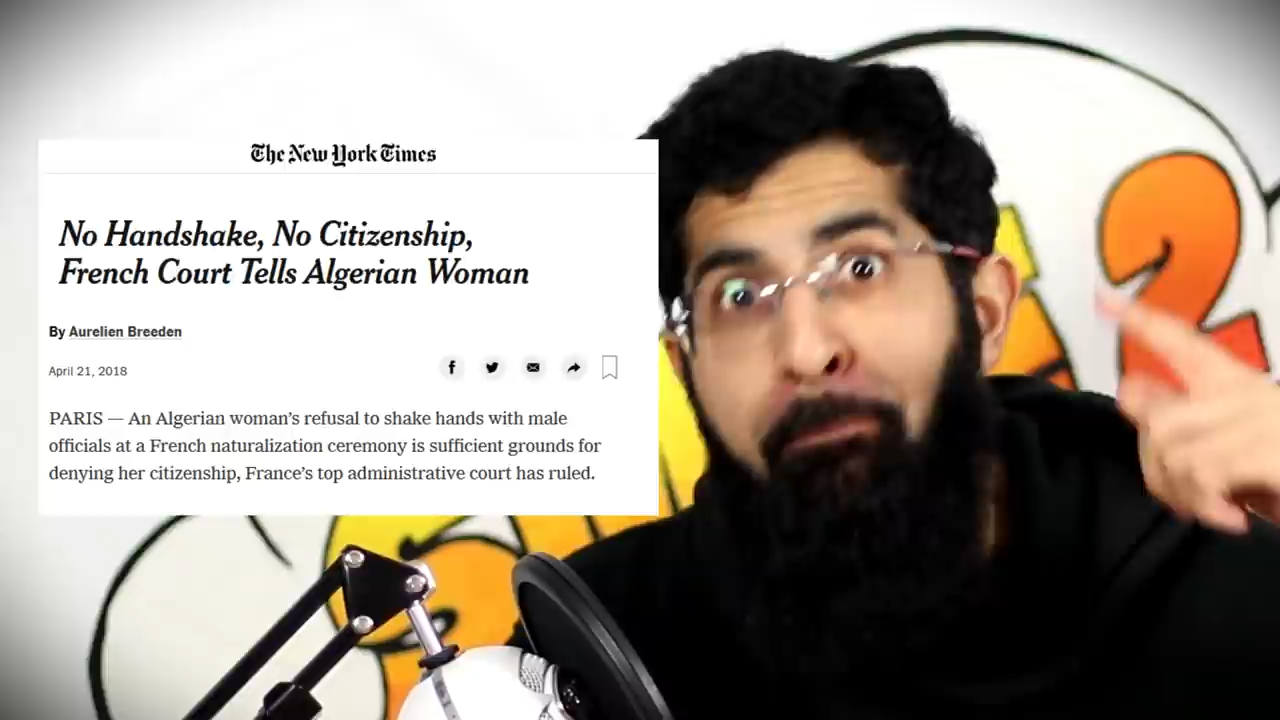 The New York Times
No Handshake, No Citizenship,
French Court Tells Algerian Woman
By Aurelien Breeden
April 21, 2018
PARIS — An Algerian woman's refusal to shake hands with male
officials at a French naturalization ceremony is sufficient grounds for
denying her citizenship, France's top administrative court has ruled.
2